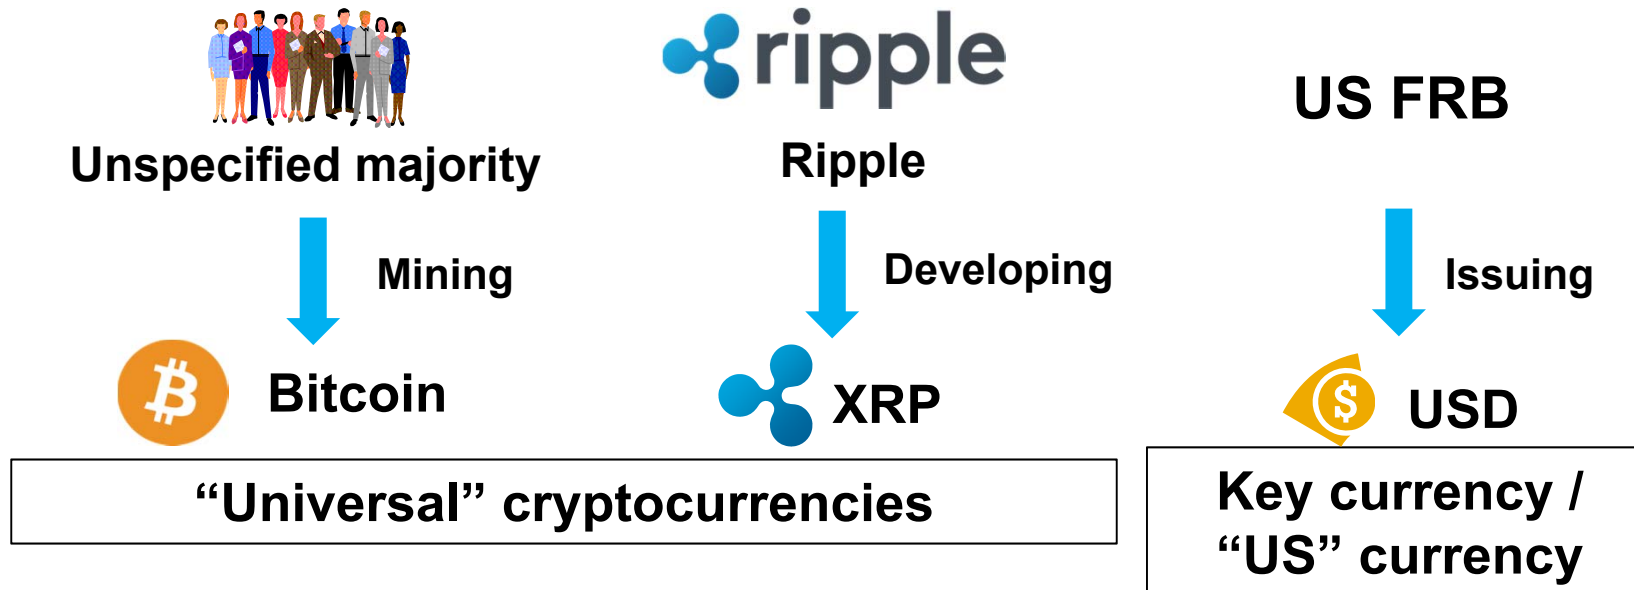 ripple
US FRB
Unspecified majority
Ripple
Mining
Developing
Issuing
Bitcoin
XRP
USD
“Universal” cryptocurrencies
Key currency /
“US” currency